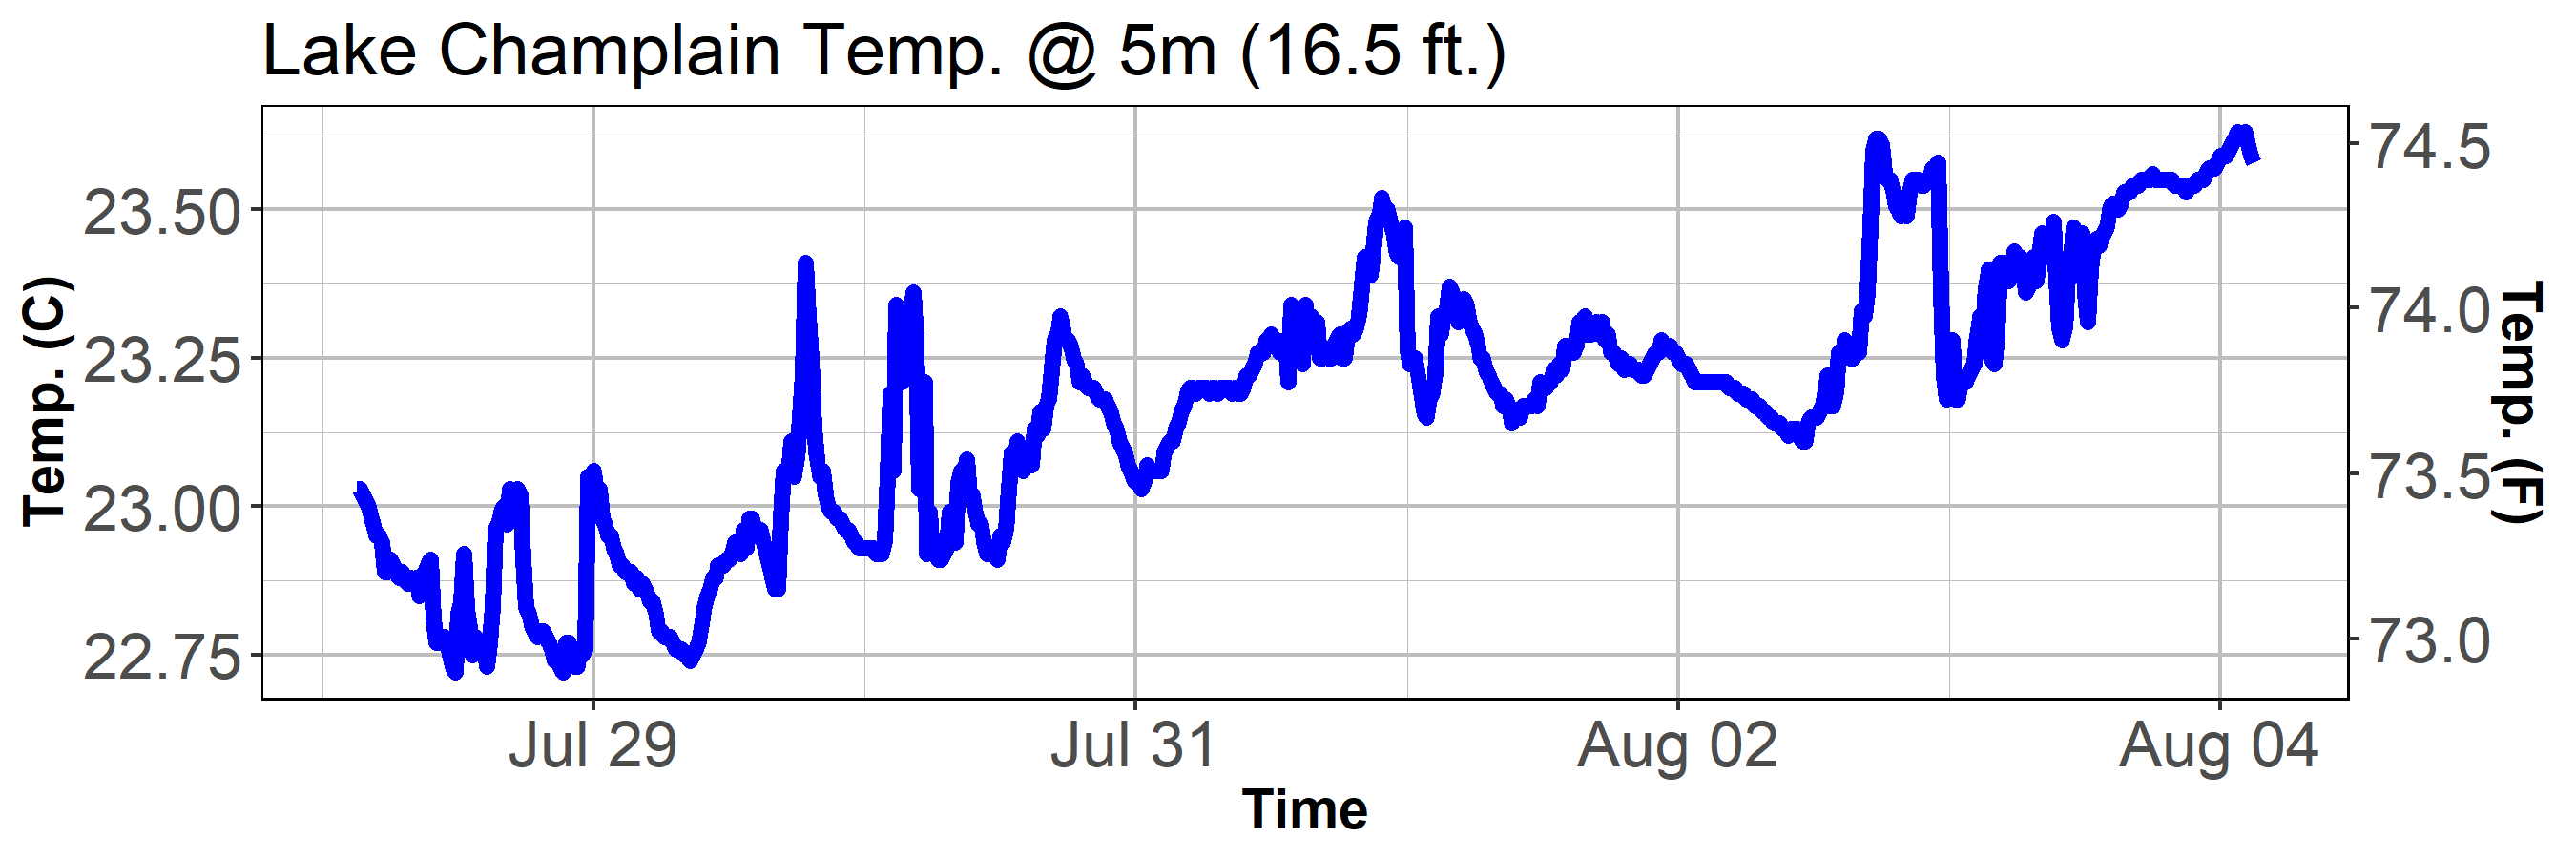 Lake Champlain Temp. @ 5m (16.5 ft.)
Temp. (C)
23.50
23.25
23.00
22.75
74.5
74.0
73.5
73.0
Temp. (F)
Jul 29
Jul 31
Aug 02
Aug 04
Time